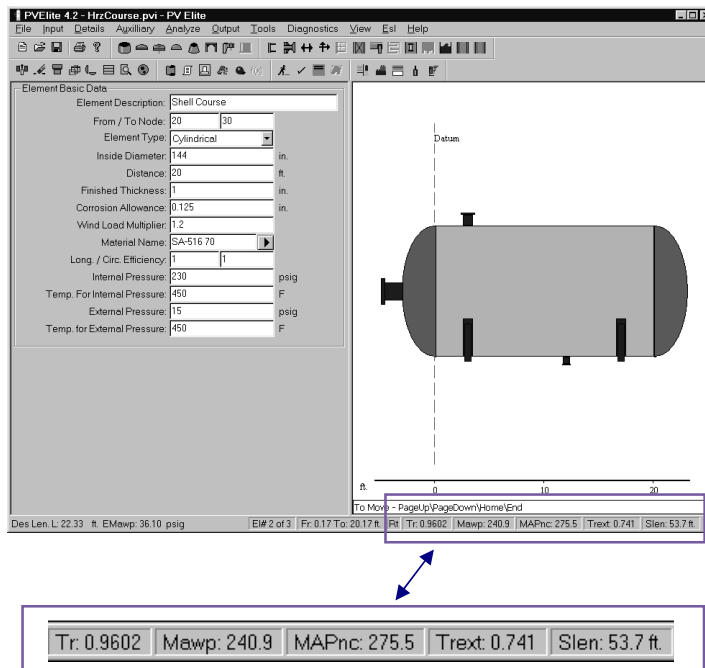 PVElite 4.2 - HrzCourse.pvi - PV Elite
File Input Details Auxilliary Analyze Output Tools Diagnostics View Esl Help
Element Basic Data
Element Description: Shell Course
From / To Node: 20 30
Element Type: Cylindrical
Inside Diameter: 144 in.
Distance: 20 ft.
Finished Thickness: 1 in.
Corrosion Allowance: 0.125 in.
Wind Load Multiplier: 1.2
Material Name: SA-516 70
Long. / Circ. Efficiency: 1 1
Internal Pressure: 230 psig
Temp. For Internal Pressure: 450 F
External Pressure: 15 psig
Temp. for External Pressure: 450 F
Datum
ft. 0 10 20
To Move - PageUp\PageDown\Home\End
Des Len. L: 22.33 ft. EMawp: 36.10 psig El# 2 of 3 Fr: 0.17 To: 20.17 ft. Rt Tr: 0.9602 Mawp: 240.9 MAPnc: 275.5 Trext: 0.741 Slen: 53.7 ft.
Tr: 0.9602 Mawp: 240.9 MAPnc: 275.5 Trext: 0.741 Slen: 53.7 ft.